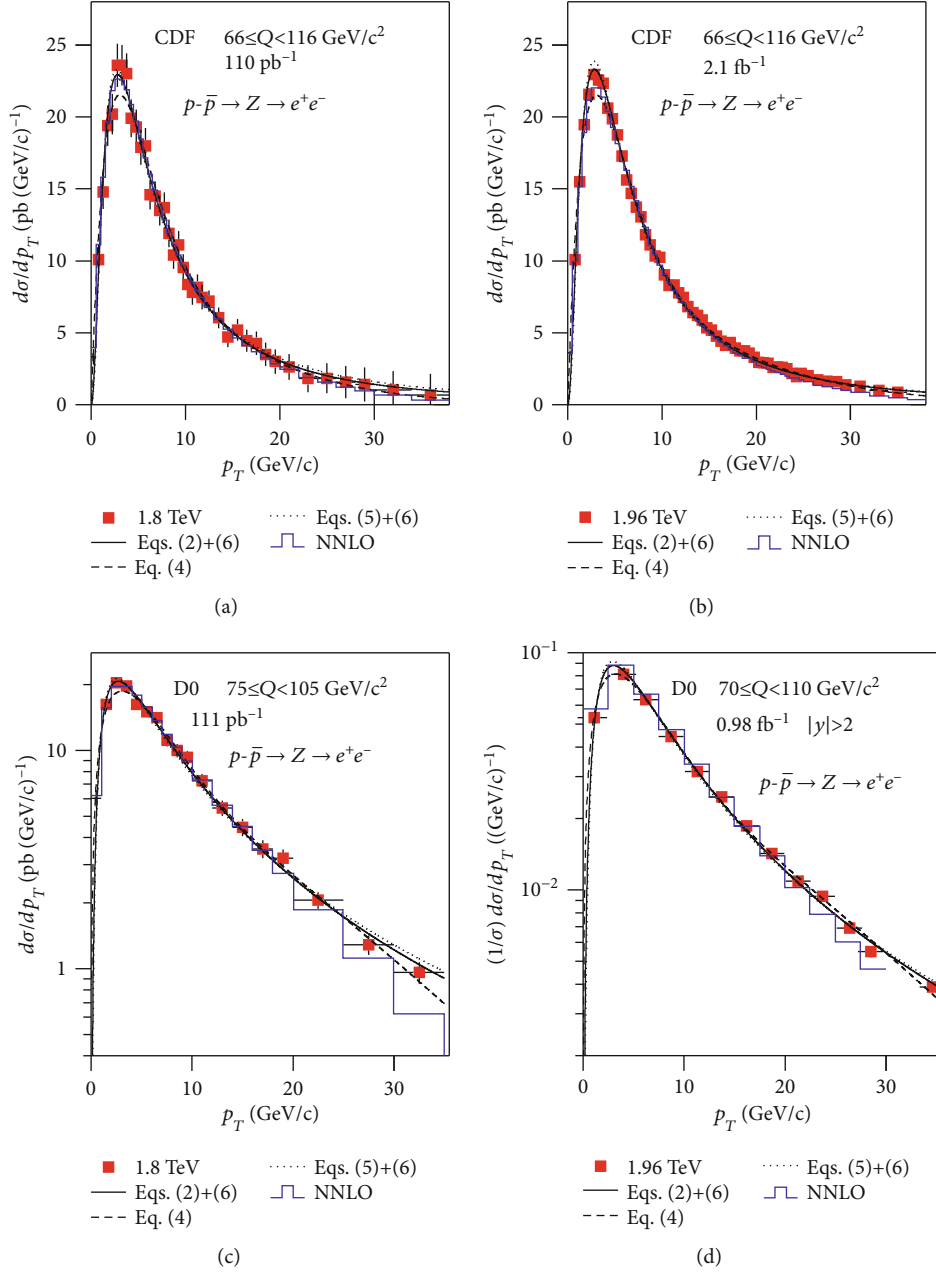 CDF 66≤Q<116 GeV/c²
110 pb⁻¹
p-p̄ → Z → e⁺e⁻
dσ/dp_T (pb (GeV/c)⁻¹)
25
20
15
10
5
0
0 10 20 30
p_T (GeV/c)
1.8 TeV Eqs. (5)+(6)
Eqs. (2)+(6) NNLO
Eq. (4)
(a)
CDF 66≤Q<116 GeV/c²
2.1 fb⁻¹
p-p̄ → Z → e⁺e⁻
dσ/dp_T (pb (GeV/c)⁻¹)
25
20
15
10
5
0
0 10 20 30
p_T (GeV/c)
1.96 TeV Eqs. (5)+(6)
Eqs. (2)+(6) NNLO
Eq. (4)
(b)
D0 75≤Q<105 GeV/c²
111 pb⁻¹
p-p̄ → Z → e⁺e⁻
dσ/dp_T (pb (GeV/c)⁻¹)
10
1
0 10 20 30
p_T (GeV/c)
1.8 TeV Eqs. (5)+(6)
Eqs. (2)+(6) NNLO
Eq. (4)
(c)
D0 70≤Q<110 GeV/c²
0.98 fb⁻¹ |y|>2
p-p̄ → Z → e⁺e⁻
(1/σ) dσ/dp_T ((GeV/c)⁻¹)
10⁻¹
10⁻²
0 10 20 30
p_T (GeV/c)
1.96 TeV Eqs. (5)+(6)
Eqs. (2)+(6) NNLO
Eq. (4)
(d)